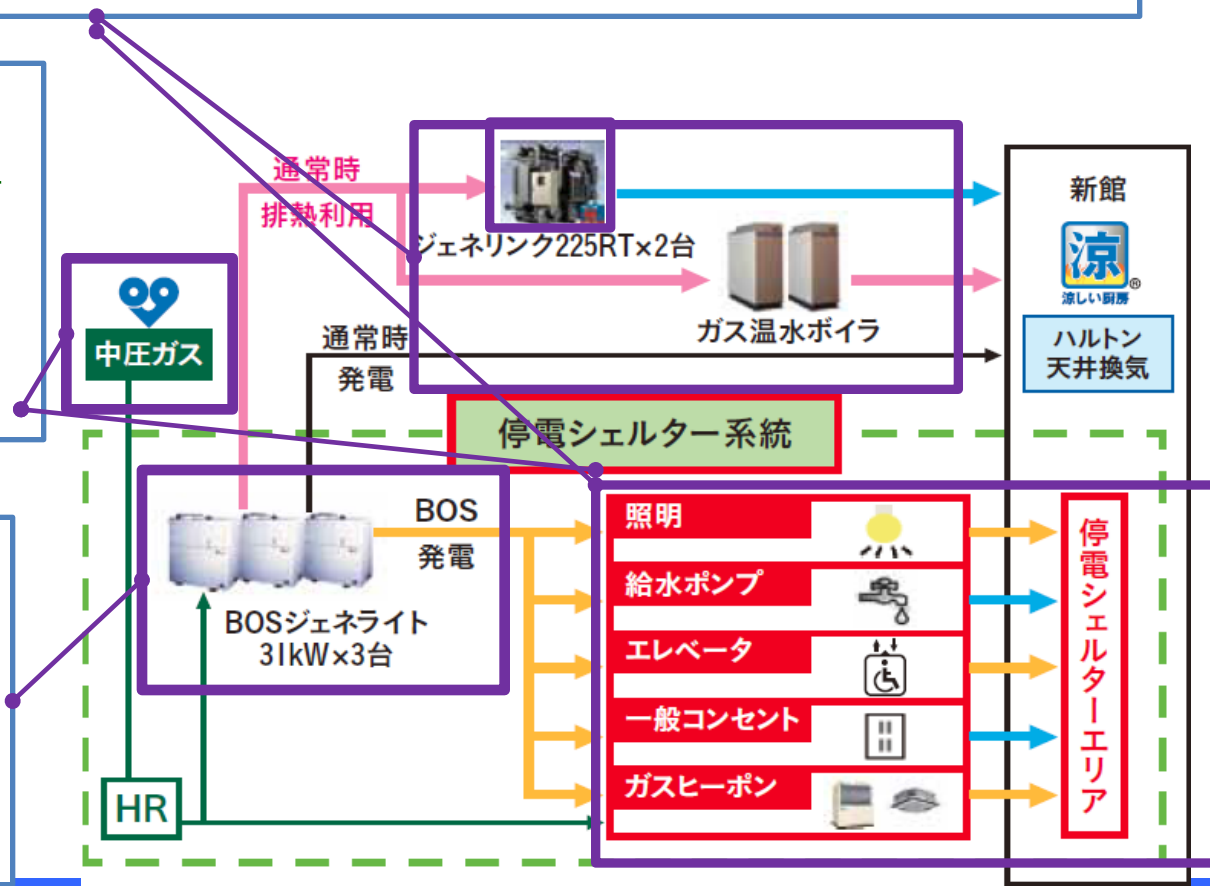 通常時
排熱利用
ジェネリンク225RT×2台
ガス温水ボイラ
新館
涼
®
涼しい厨房
ハルトン
天井換気
中圧ガス
通常時
発電
停電シェルター系統
BOS
発電
BOSジェネライト
31kW×3台
照明
給水ポンプ
エレベータ
一般コンセント
ガスヒーポン
停電シェルターエリア
HR